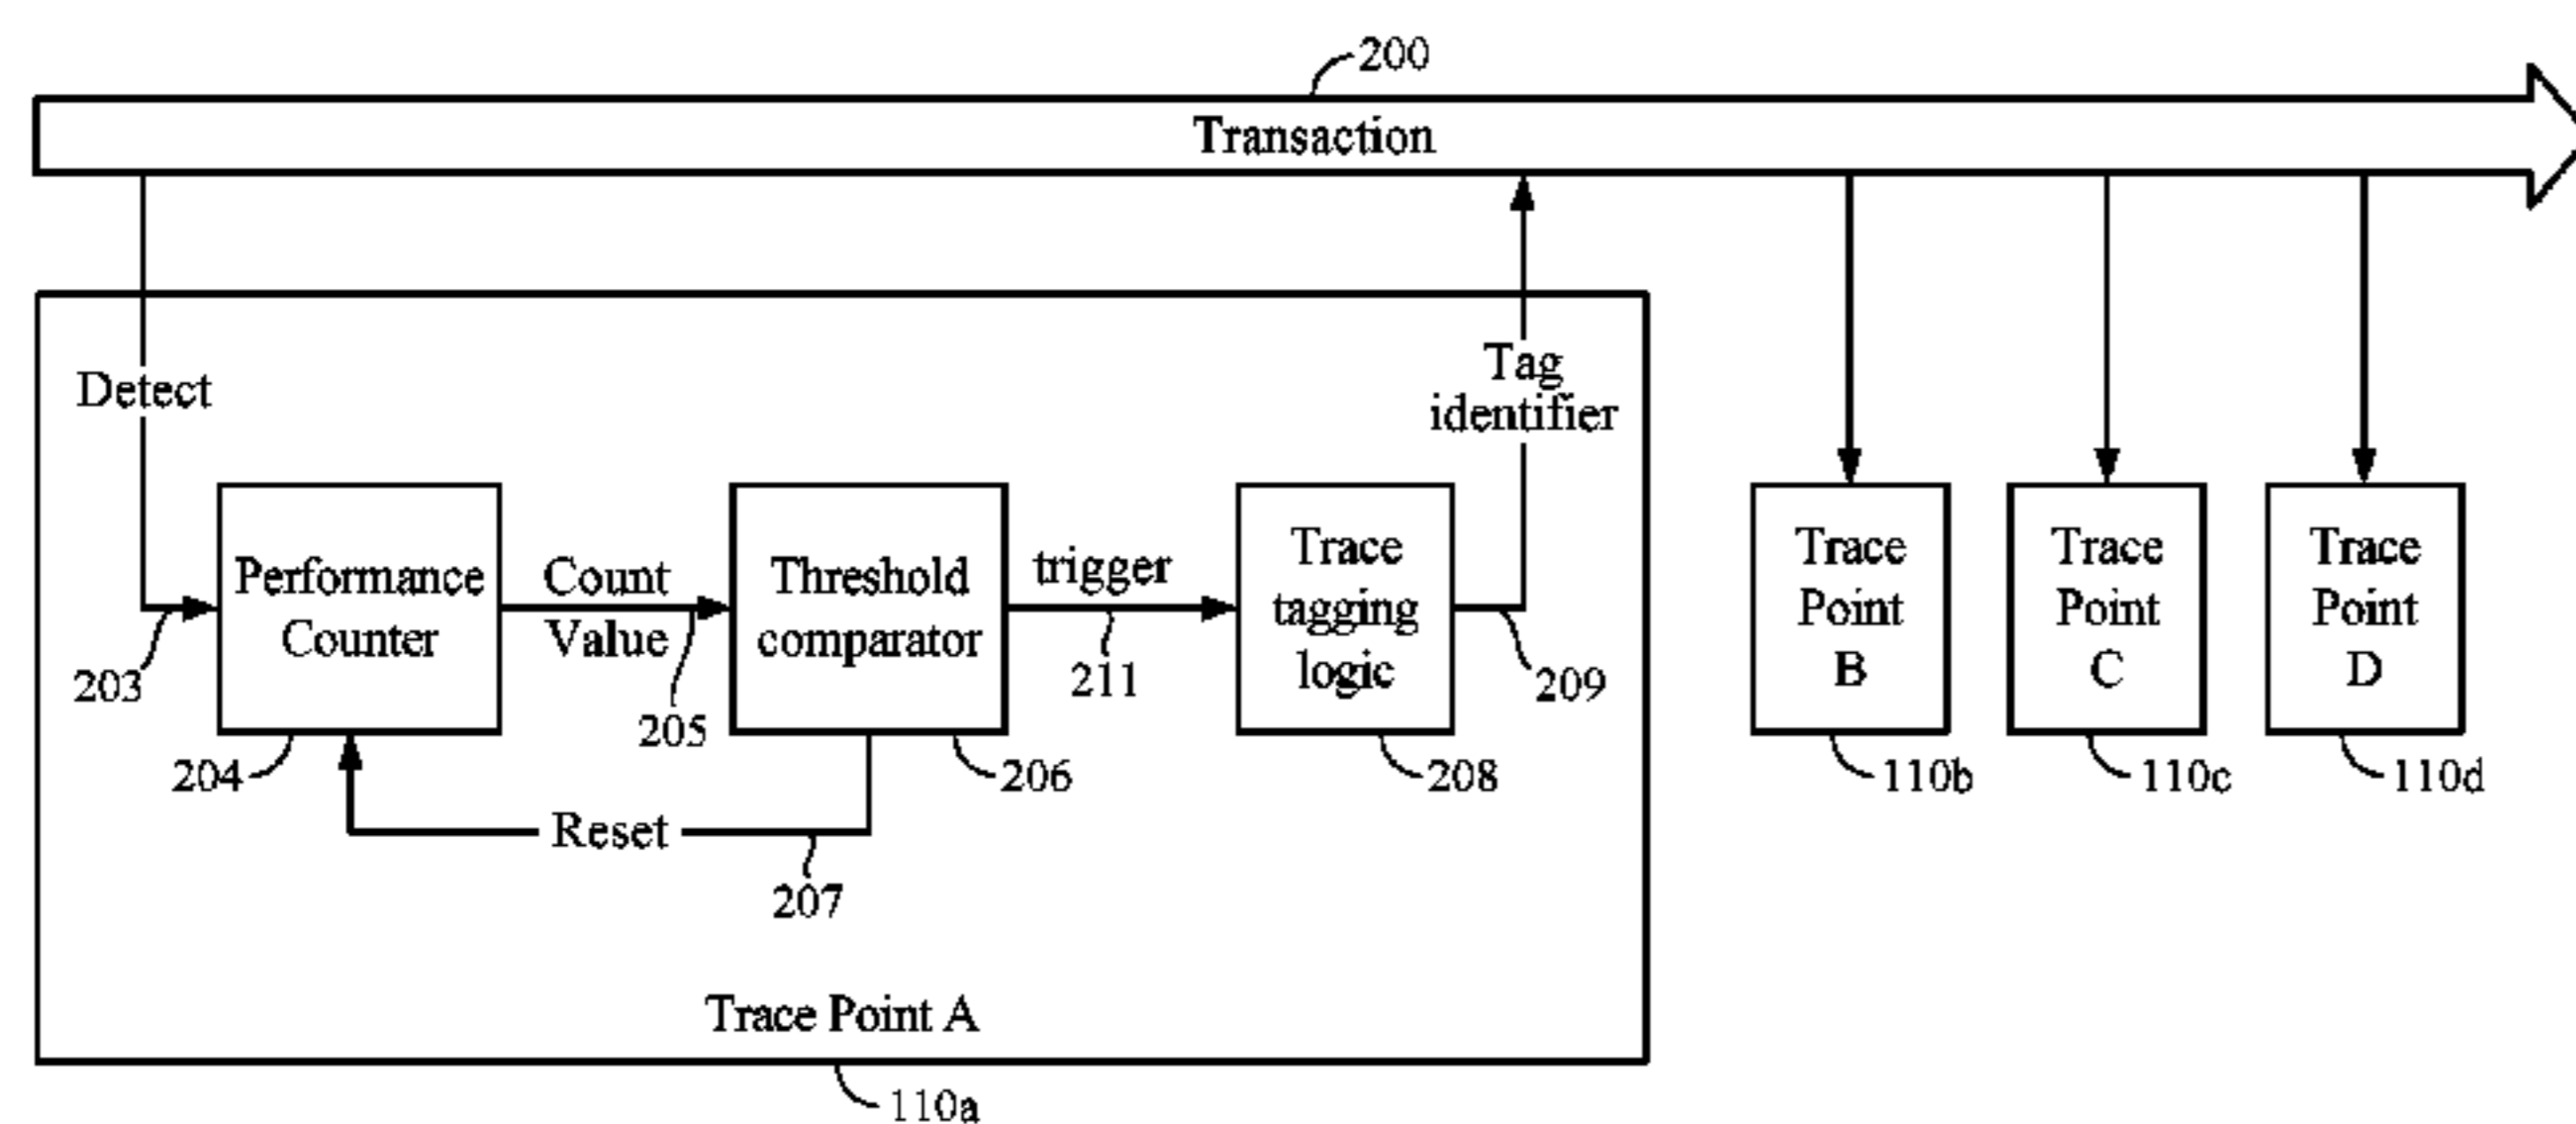 200
Transaction
Detect
Tag
identifier
Performance
Counter
Count
Value
Threshold
comparator
trigger
Trace
tagging
logic
Trace
Point
B
Trace
Point
C
Trace
Point
D
203
205
211
209
204
206
208
110b
110c
110d
Reset
207
Trace Point A
110a